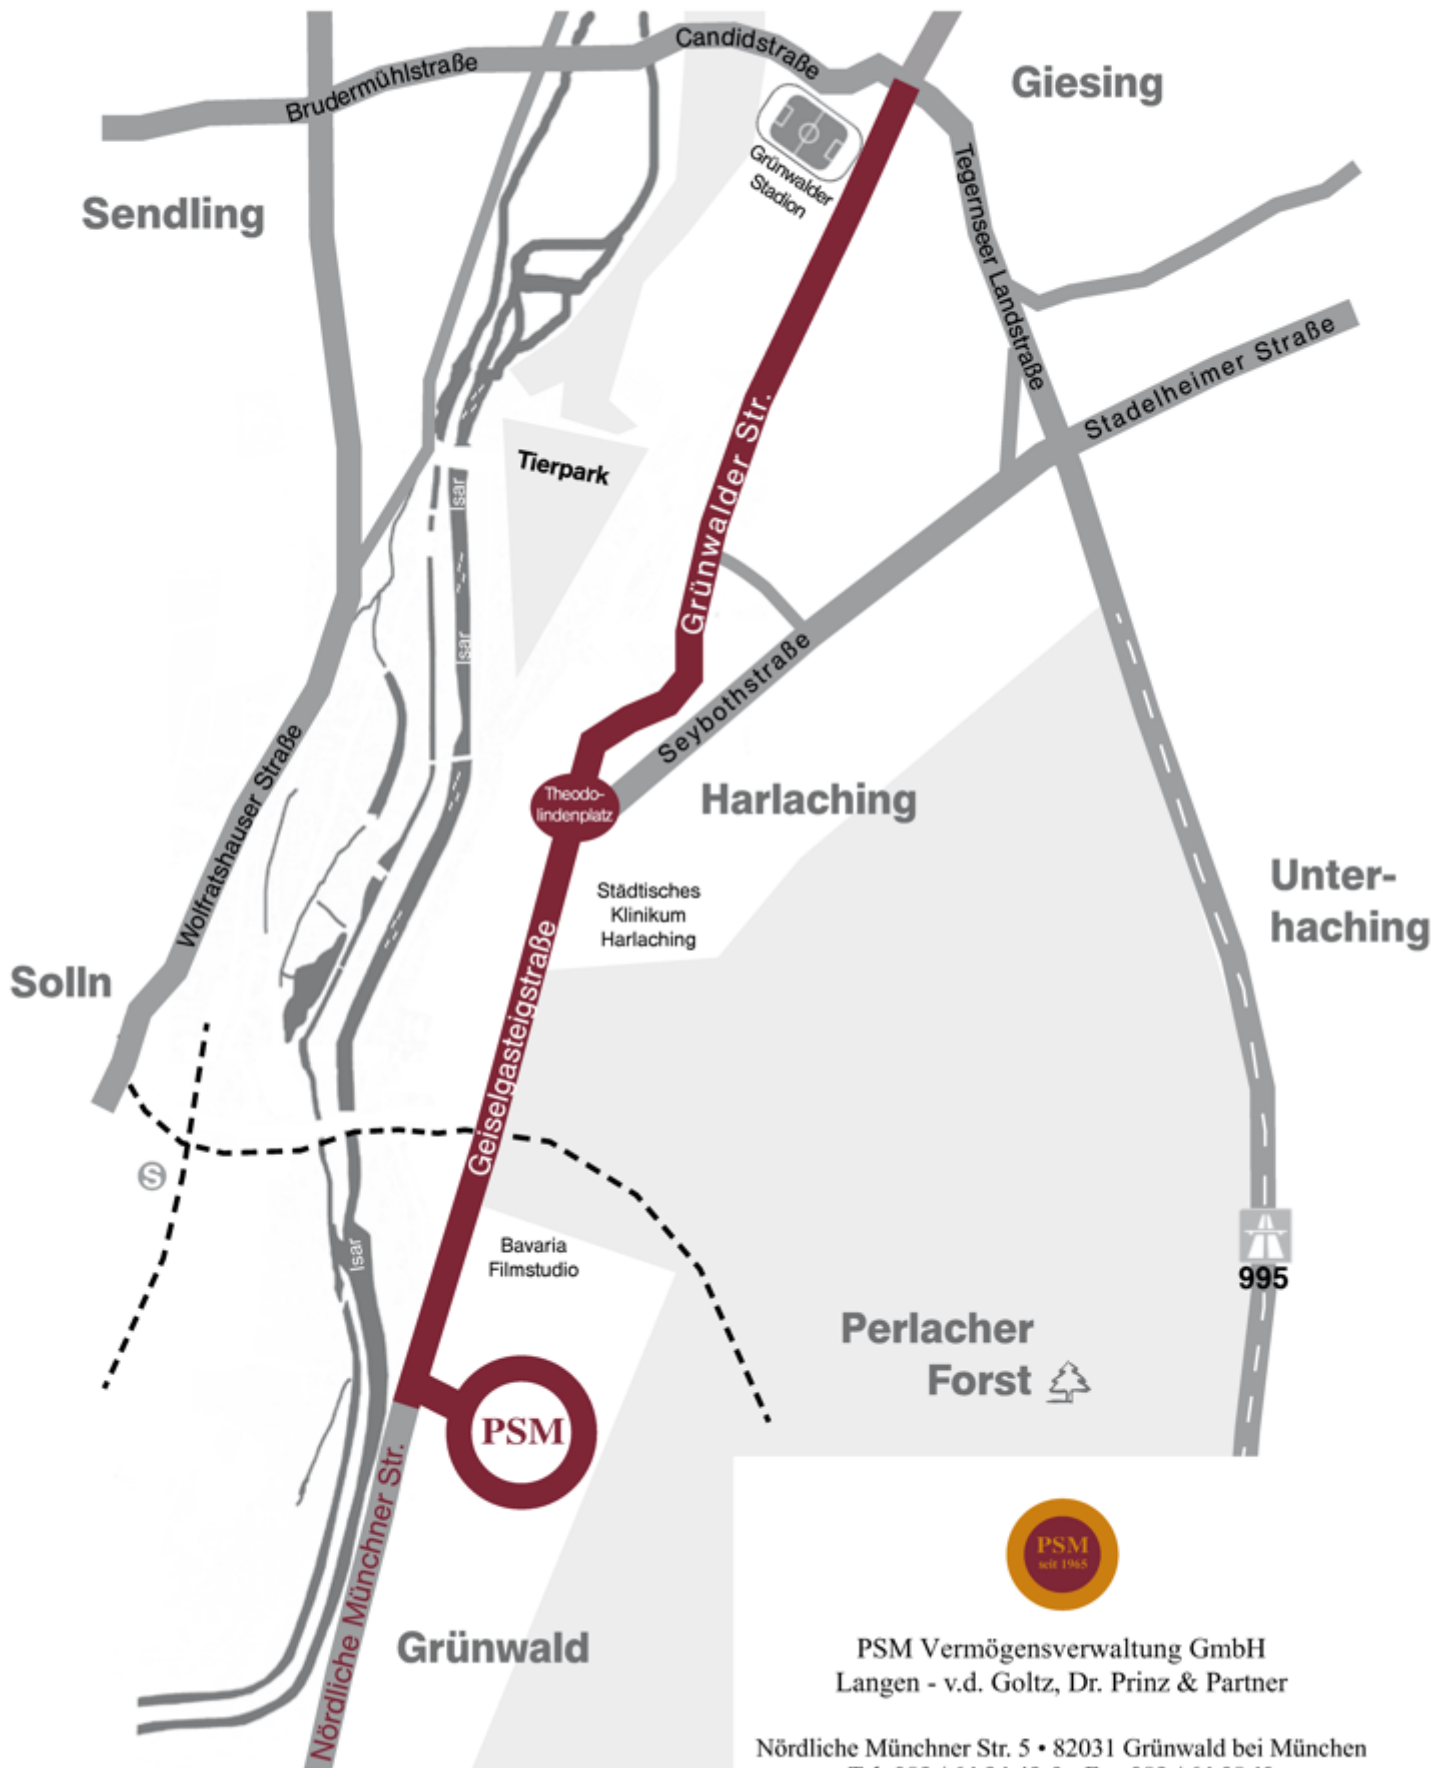 Candidstraße
Brudermühlstraße
Giesing
Grünwalder
Stadion
Tegernseer Landstraße
Sendling
Stadelheimer Straße
Grünwalder Str.
Tierpark
Isar
Isar
Seybothstraße
Wolfratshauser Straße
Theodo-
lindenplatz
Harlaching
Städtisches
Klinikum
Harlaching
Unter-
haching
Geiselgasteigstraße
Solln
S
Isar
Bavaria
Filmstudio
995
Perlacher
Forst
PSM
Nördliche Münchner Str.
Grünwald
PSM
seit 1965
PSM Vermögensverwaltung GmbH
Langen - v.d. Goltz, Dr. Prinz & Partner
Nördliche Münchner Str. 5 • 82031 Grünwald bei München